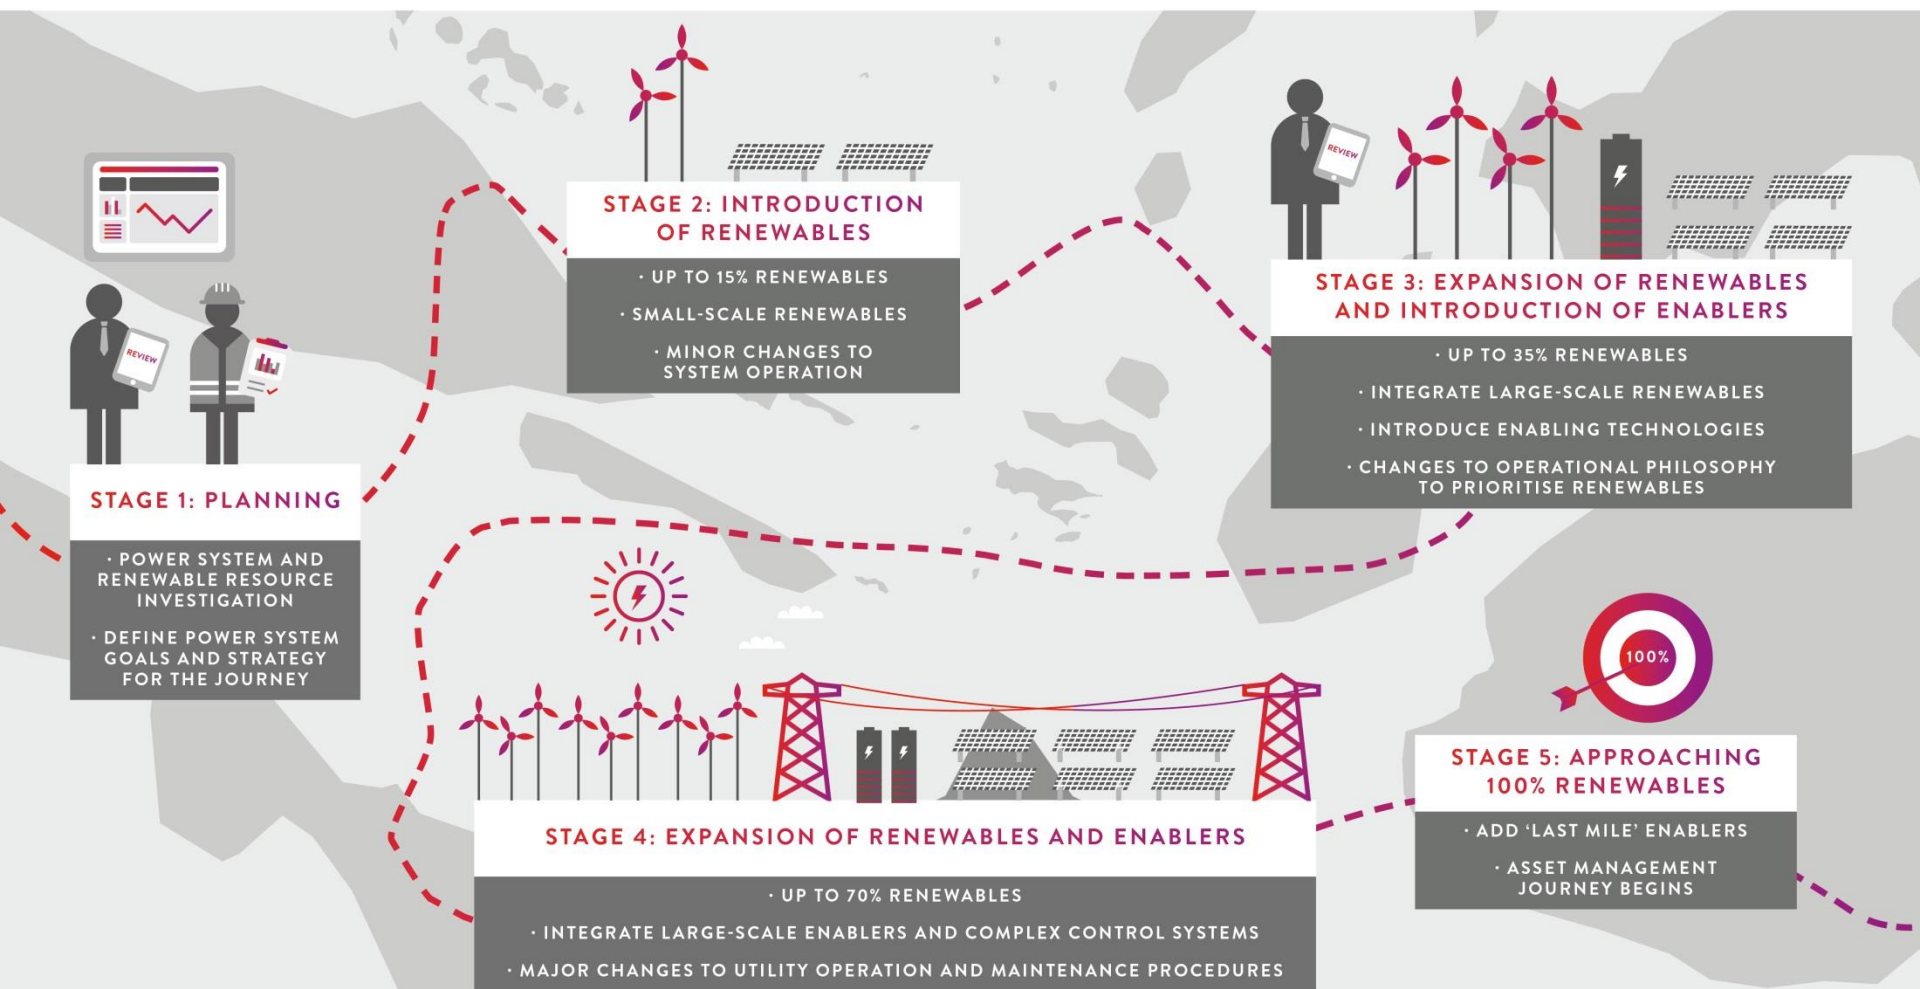 REVIEW
STAGE 1: PLANNING
· POWER SYSTEM AND
RENEWABLE RESOURCE
INVESTIGATION
· DEFINE POWER SYSTEM
GOALS AND STRATEGY
FOR THE JOURNEY
STAGE 2: INTRODUCTION
OF RENEWABLES
· UP TO 15% RENEWABLES
· SMALL-SCALE RENEWABLES
· MINOR CHANGES TO
SYSTEM OPERATION
REVIEW
STAGE 3: EXPANSION OF RENEWABLES
AND INTRODUCTION OF ENABLERS
· UP TO 35% RENEWABLES
· INTEGRATE LARGE-SCALE RENEWABLES
· INTRODUCE ENABLING TECHNOLOGIES
· CHANGES TO OPERATIONAL PHILOSOPHY
TO PRIORITISE RENEWABLES
STAGE 4: EXPANSION OF RENEWABLES AND ENABLERS
· UP TO 70% RENEWABLES
· INTEGRATE LARGE-SCALE ENABLERS AND COMPLEX CONTROL SYSTEMS
· MAJOR CHANGES TO UTILITY OPERATION AND MAINTENANCE PROCEDURES
100%
STAGE 5: APPROACHING
100% RENEWABLES
· ADD ‘LAST MILE’ ENABLERS
· ASSET MANAGEMENT
JOURNEY BEGINS